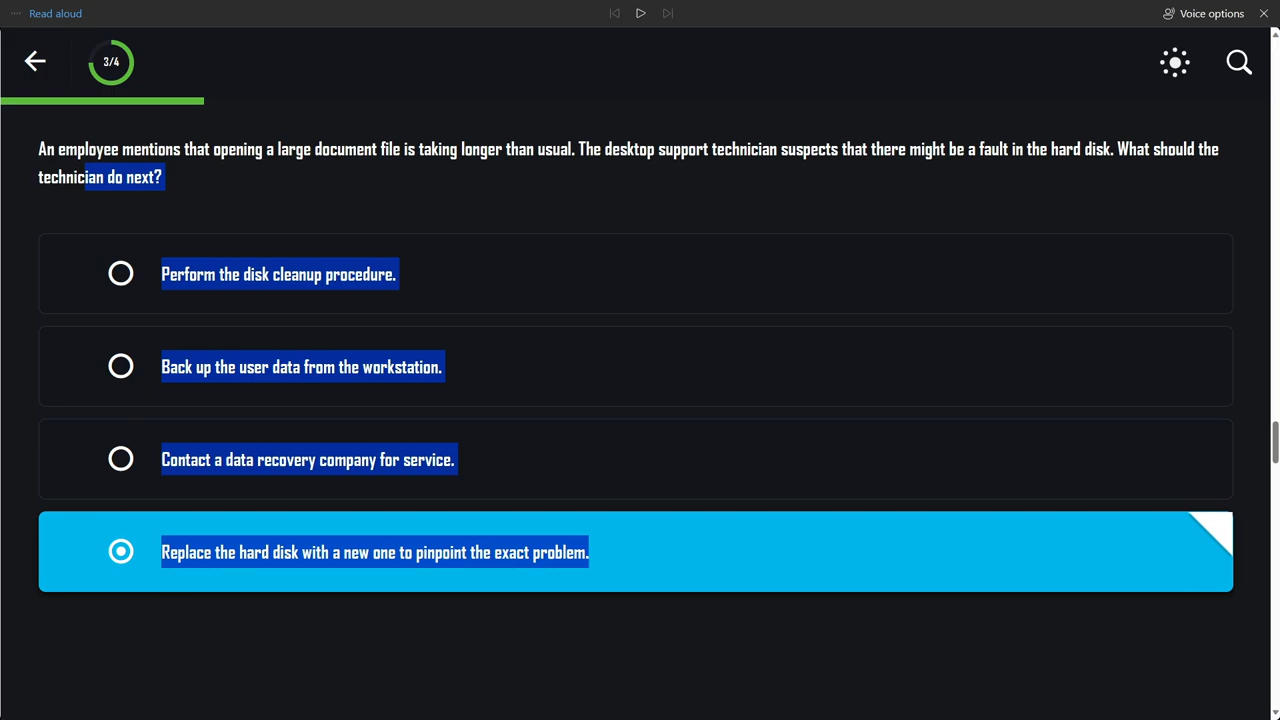 Read aloud
Voice options
3/4
An employee mentions that opening a large document file is taking longer than usual. The desktop support technician suspects that there might be a fault in the hard disk. What should the
technician do next?
Perform the disk cleanup procedure.
Back up the user data from the workstation.
Contact a data recovery company for service.
Replace the hard disk with a new one to pinpoint the exact problem.